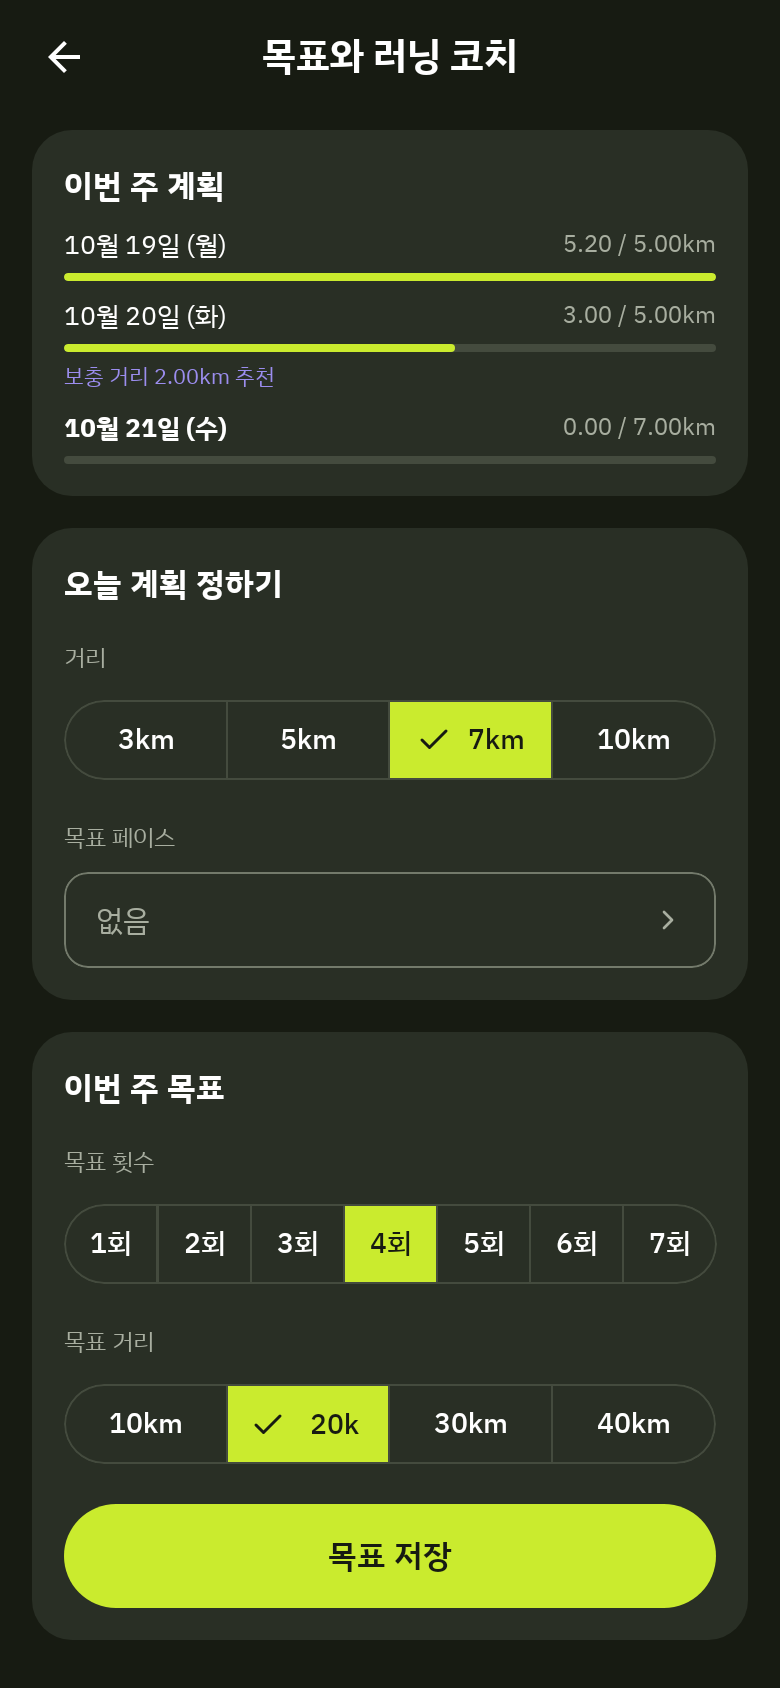 목표와 러닝 코치
이번 주 계획
10월 19일 (월) 5.20 / 5.00km
10월 20일 (화) 3.00 / 5.00km
보충 거리 2.00km 추천
10월 21일 (수) 0.00 / 7.00km
오늘 계획 정하기
거리
3km 5km 7km 10km
목표 페이스
없음
이번 주 목표
목표 횟수
1회 2회 3회 4회 5회 6회 7회
목표 거리
10km 20k 30km 40km
목표 저장